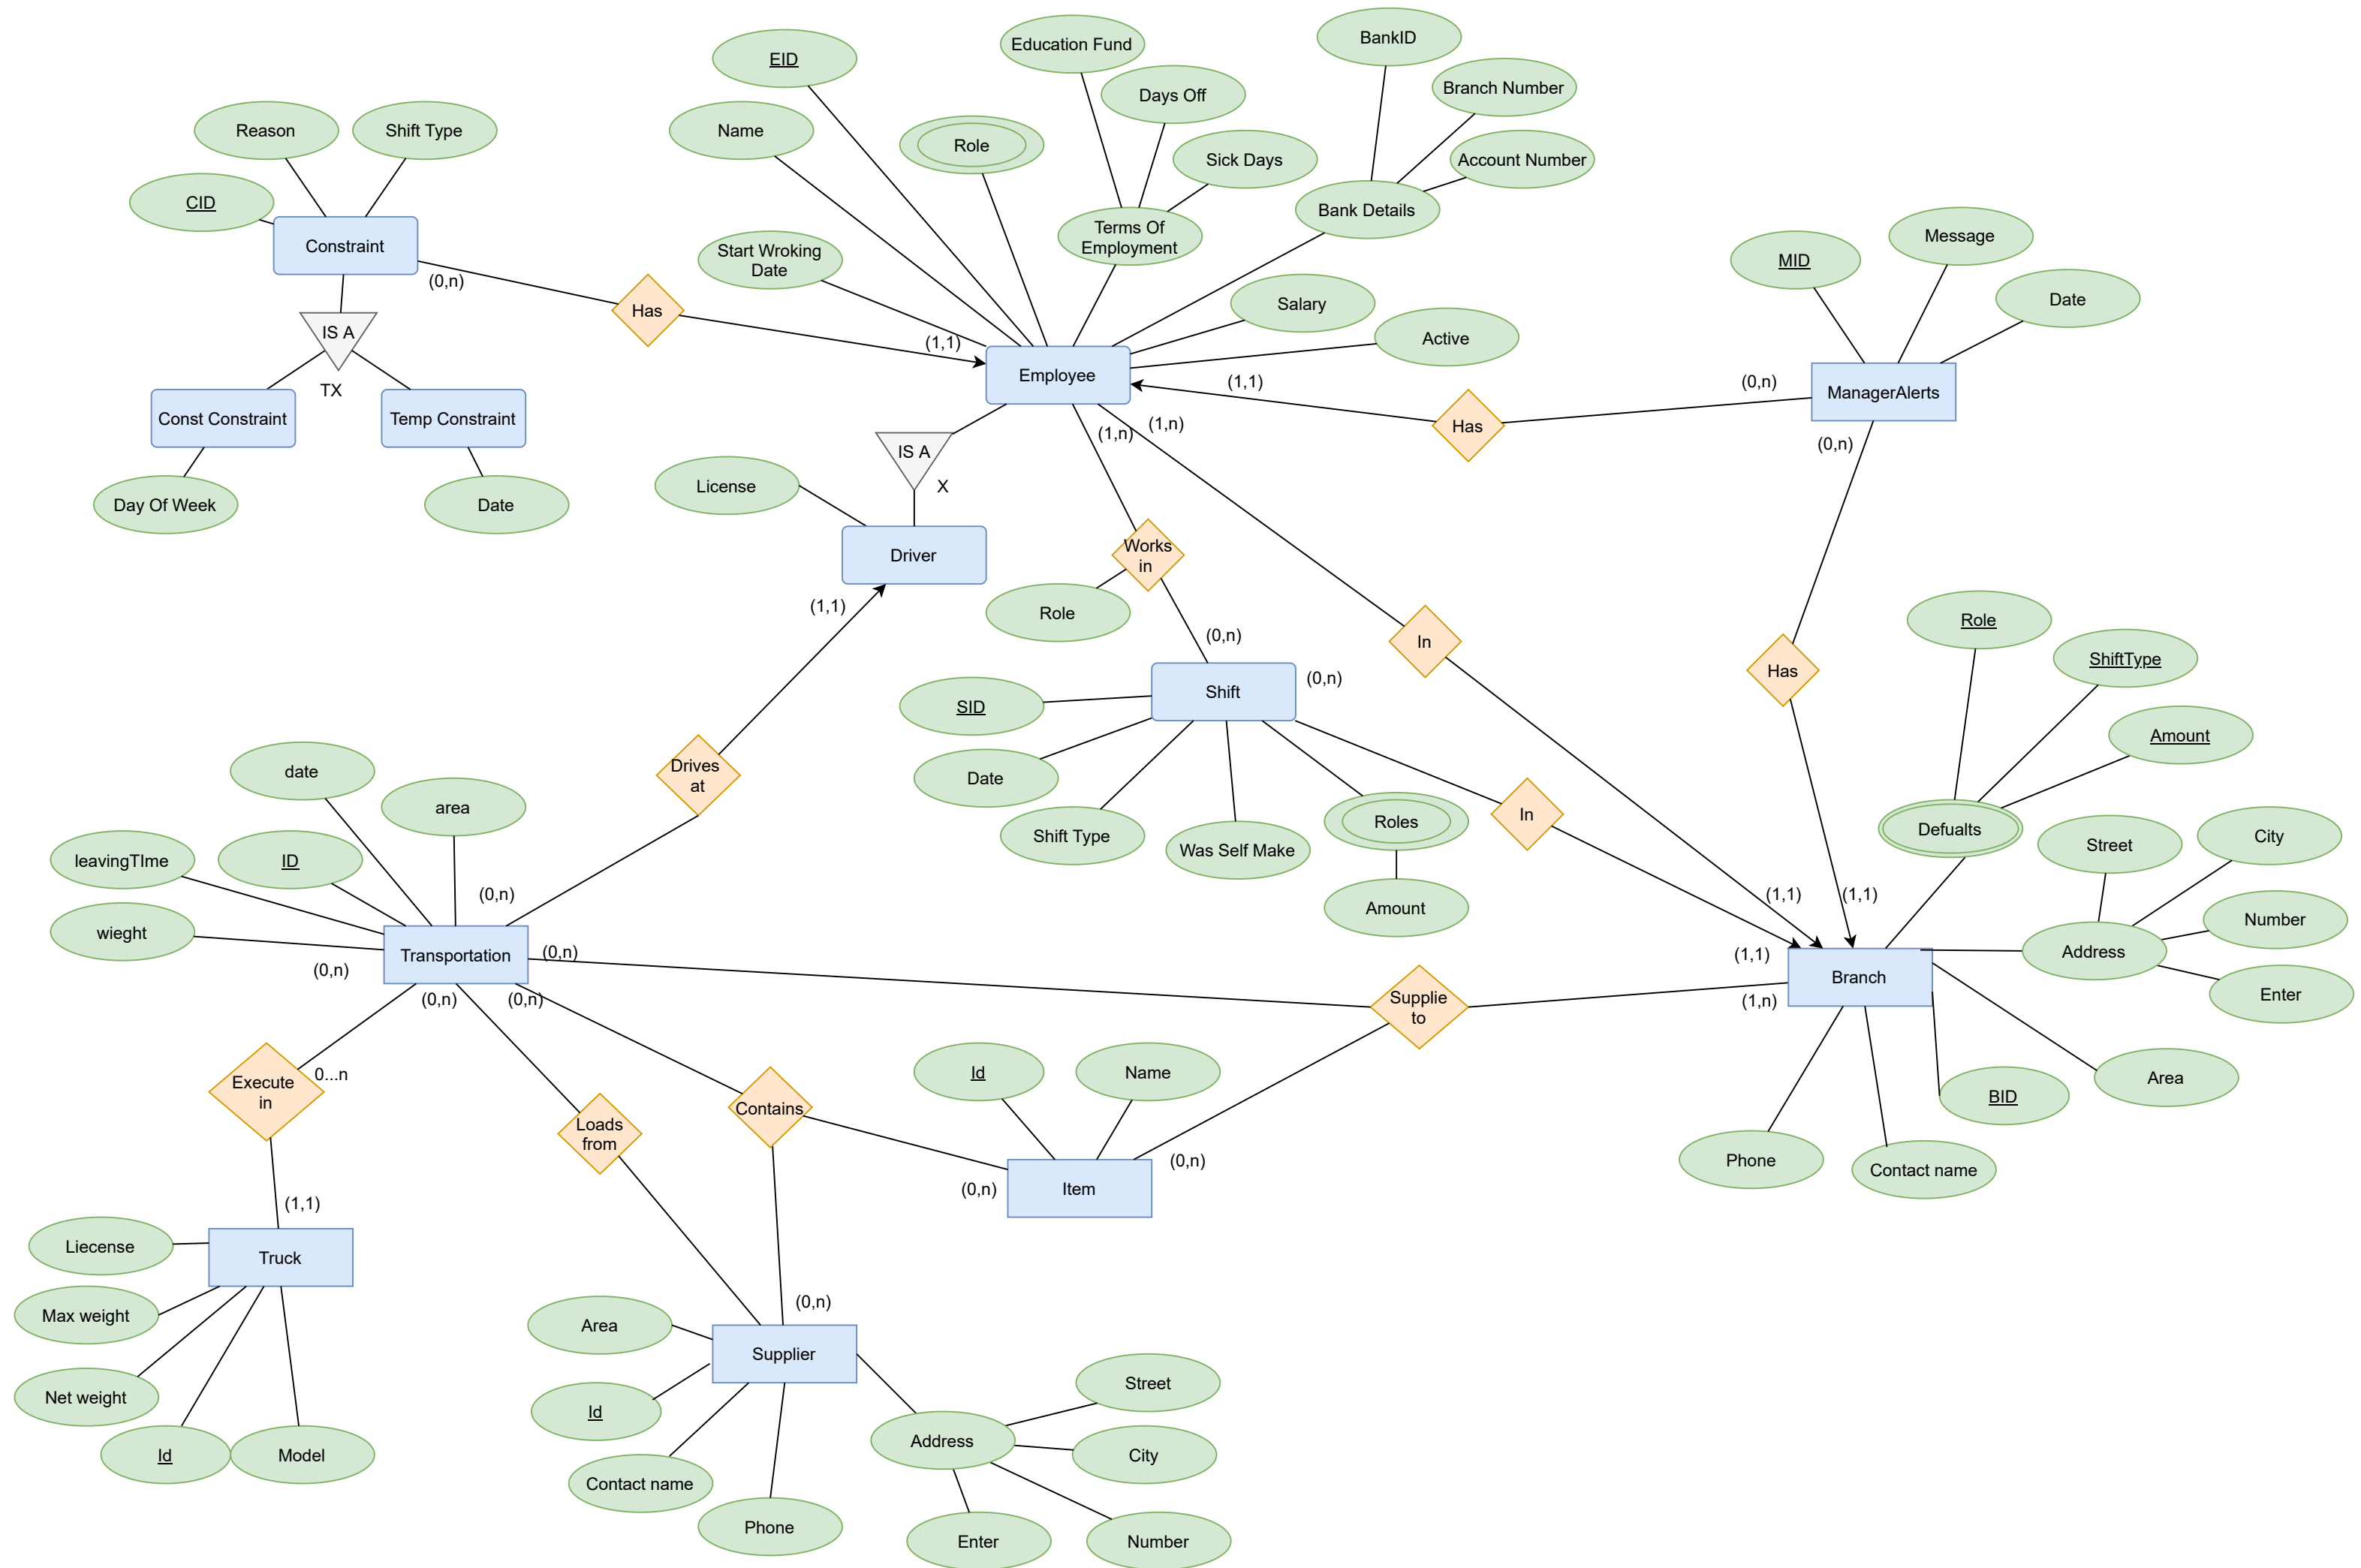 BankID
Education Fund
EID
Branch Number
Days Off
Reason
Shift Type
Name
Role
Sick Days
Account Number
CID
Bank Details
Terms Of
Employment
Message
Constraint
Start Wroking
Date
MID
(0,n)
Has
Salary
Date
IS A
(1,1)
Active
TX
Employee
(1,1)
(0,n)
ManagerAlerts
Const Constraint
Temp Constraint
(1,n)
(1,n)
Has
(0,n)
IS A
X
License
Day Of Week
Date
Driver
Works
in
(1,1)
Role
(0,n)
In
Role
ShiftType
Has
Shift
(0,n)
SID
Amount
Drives
at
date
Date
area
Shift Type
Was Self Make
Roles
In
Defualts
Street
City
leavingTIme
ID
(0,n)
Amount
(1,1)
(1,1)
Number
wieght
Transportation
(0,n)
(1,1)
Address
(0,n)
Branch
Enter
(0,n)
(0,n)
Supplie
to
(1,n)
Execute
in
0...n
Id
Name
Area
BID
Contains
Loads
from
Phone
Contact name
(0,n)
(0,n)
Item
(1,1)
Liecense
Truck
Max weight
(0,n)
Area
Supplier
Net weight
Street
Id
Address
City
Id
Model
Contact name
Phone
Enter
Number